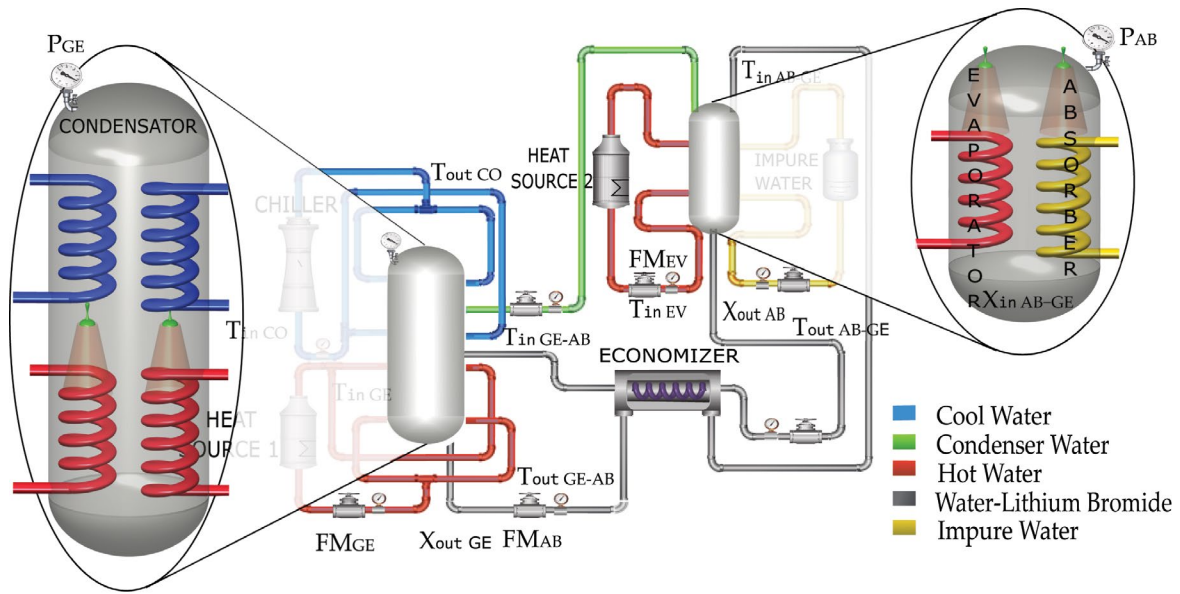 PGE
CONDENSATOR
Tin CO
HEAT
SOURCE 1
CHILLER
Tout CO
Tin GE
FMGE
Xout GE
FMAB
Tout GE-AB
Tin GE-AB
HEAT
SOURCE 2
Tin AB-GE
IMPURE
WATER
FMEV
Tin EV
Xout AB
Tout AB-GE
ECONOMIZER
PAB
EVAPORATOR
ABSORBER
Xin AB-GE
Cool Water
Condenser Water
Hot Water
Water-Lithium Bromide
Impure Water